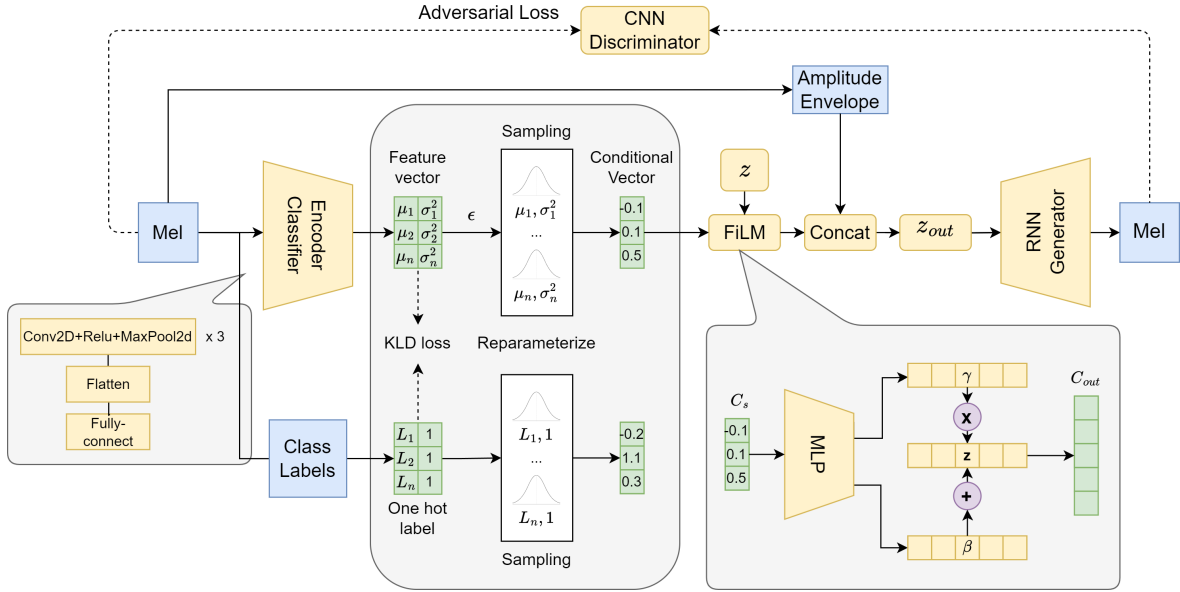 Adversarial Loss
CNN
Discriminator
Amplitude
Envelope
Mel
Encoder
Classifier
Feature
vector
μ₁ σ₁²
μ₂ σ₂²
μₙ σₙ²
ϵ
Sampling
μ₁, σ₁²
...
μₙ, σₙ²
Conditional
Vector
-0.1
0.1
0.5
z
FiLM
Concat
z_out
RNN
Generator
Mel
KLD loss
Reparameterize
Conv2D+Relu+MaxPool2d
x 3
Flatten
Fully-
connect
Class
Labels
L₁ 1
L₂ 1
Lₙ 1
One hot
label
L₁, 1
...
Lₙ, 1
Sampling
-0.2
1.1
0.3
C_s
-0.1
0.1
0.5
MLP
γ
x
z
+
β
C_out